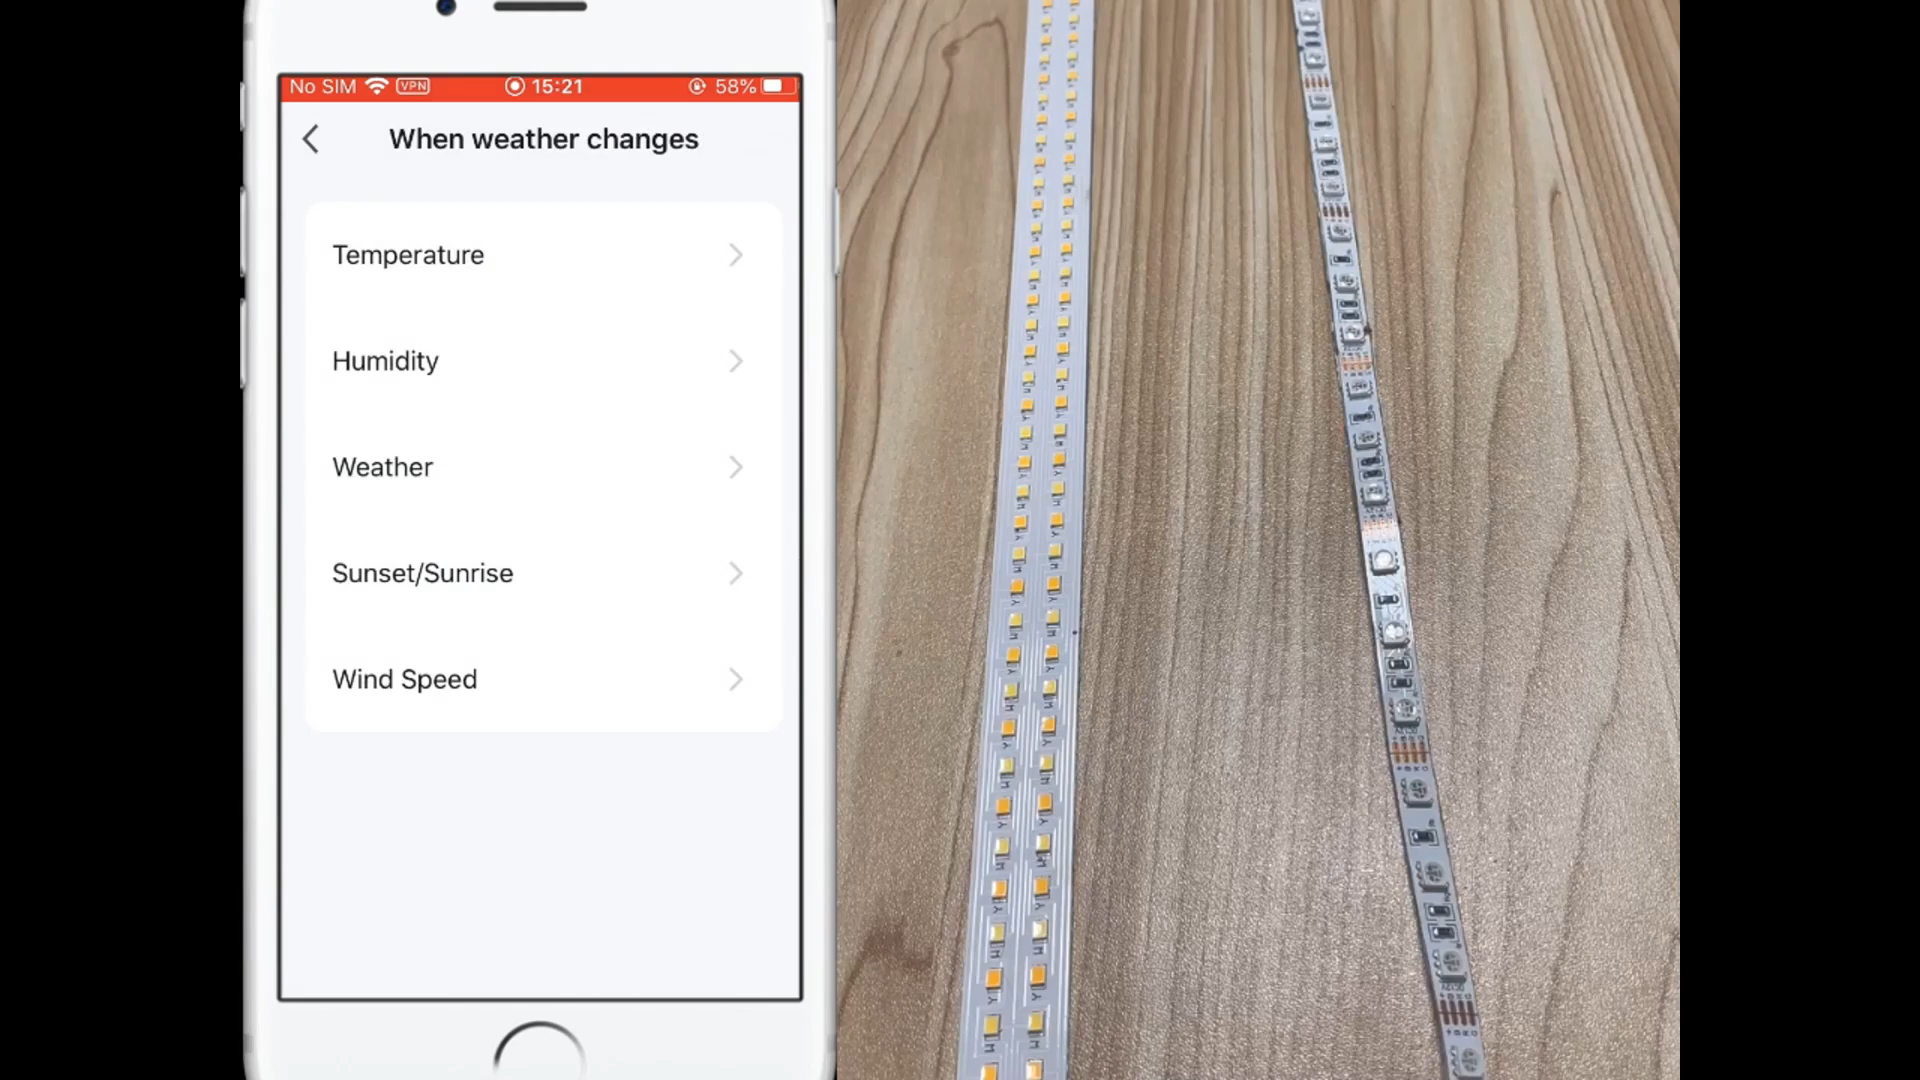 No SIM VPN 15:21 58%
When weather changes
Temperature
Humidity
Weather
Sunset/Sunrise
Wind Speed